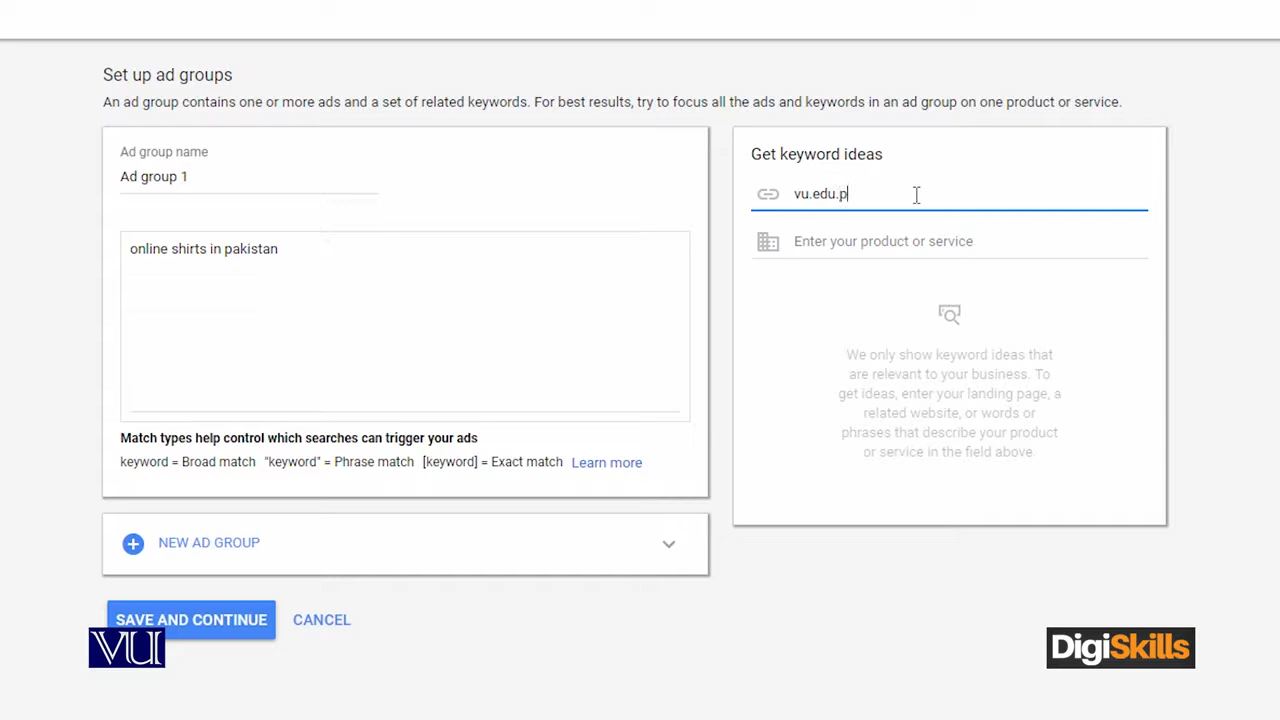 Set up ad groups
An ad group contains one or more ads and a set of related keywords. For best results, try to focus all the ads and keywords in an ad group on one product or service.
Ad group name
Ad group 1
online shirts in pakistan
Match types help control which searches can trigger your ads
keyword = Broad match "keyword" = Phrase match [keyword] = Exact match Learn more
NEW AD GROUP
SAVE AND CONTINUE CANCEL
Get keyword ideas
vu.edu.p
Enter your product or service
We only show keyword ideas that
are relevant to your business. To
get ideas, enter your landing page, a
related website, or words or
phrases that describe your product
or service in the field above
VU
DigiSkills